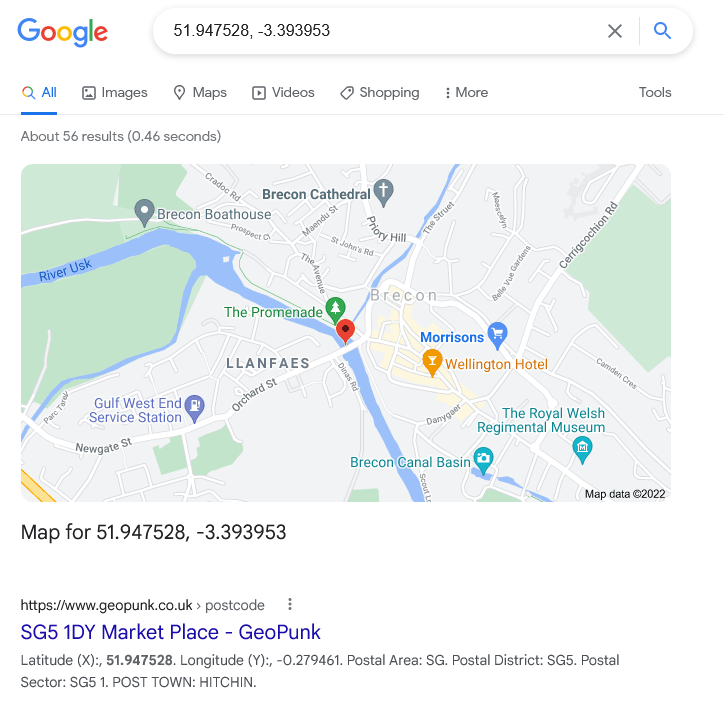 Google
51.947528, -3.393953
All
Images
Maps
Videos
Shopping
More
Tools
About 56 results (0.46 seconds)
Cradoc Rd
Brecon Cathedral
Brecon Boathouse
Maendu St
Prospect C
St John's Rd
Priory Hill
The Struet
Maescelyn
Belle Vue Gardens
Cerrigcochion Rd
River Usk
The Avenue
Brecon
The Promenade
Morrisons
Wellington Hotel
LLANFAES
Dinas Rd
Camden Cres
Orchard St
Parc Taral
Gulf West End
Service Station
Danygaer
The Royal Welsh
Regimental Museum
Newgate St
Brecon Canal Basin
Scout L
Map data ©2022
Map for 51.947528, -3.393953
https://www.geopunk.co.uk › postcode
SG5 1DY Market Place - GeoPunk
Latitude (X):, 51.947528. Longitude (Y):, -0.279461. Postal Area: SG. Postal District: SG5. Postal
Sector: SG5 1. POST TOWN: HITCHIN.